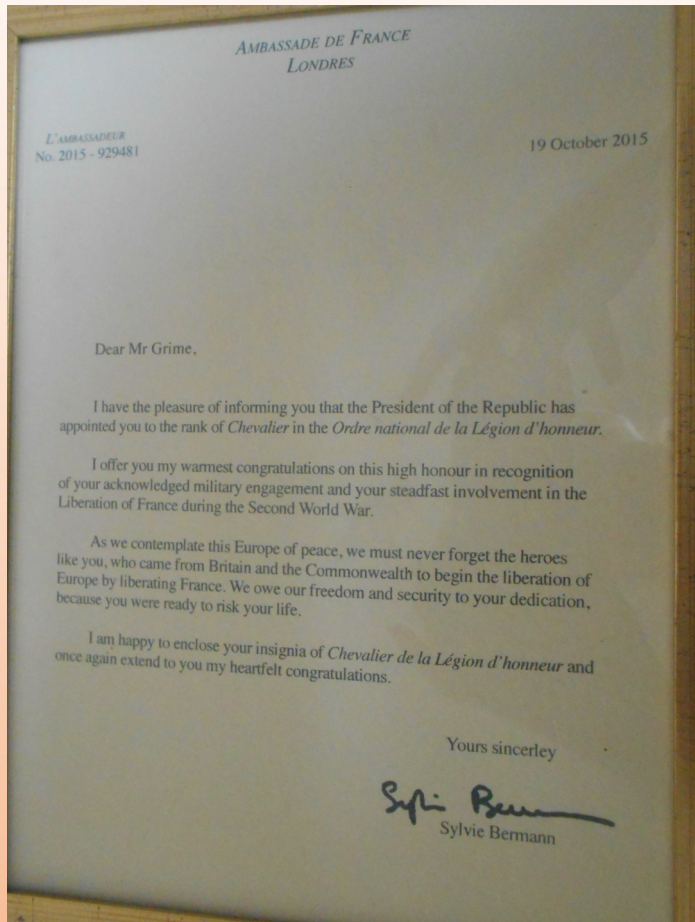 AMBASSADE DE FRANCE
LONDRES
L'AMBASSADEUR
No. 2015 - 929481
19 October 2015
Dear Mr Grime,
I have the pleasure of informing you that the President of the Republic has
appointed you to the rank of Chevalier in the Ordre national de la Légion d'honneur.
I offer you my warmest congratulations on this high honour in recognition
of your acknowledged military engagement and your steadfast involvement in the
Liberation of France during the Second World War.
As we contemplate this Europe of peace, we must never forget the heroes
like you, who came from Britain and the Commonwealth to begin the liberation of
Europe by liberating France. We owe our freedom and security to your dedication,
because you were ready to risk your life.
I am happy to enclose your insignia of Chevalier de la Légion d'honneur and
once again extend to you my heartfelt congratulations.
Yours sincerley
Sylvie Bermann
Sylvie Bermann